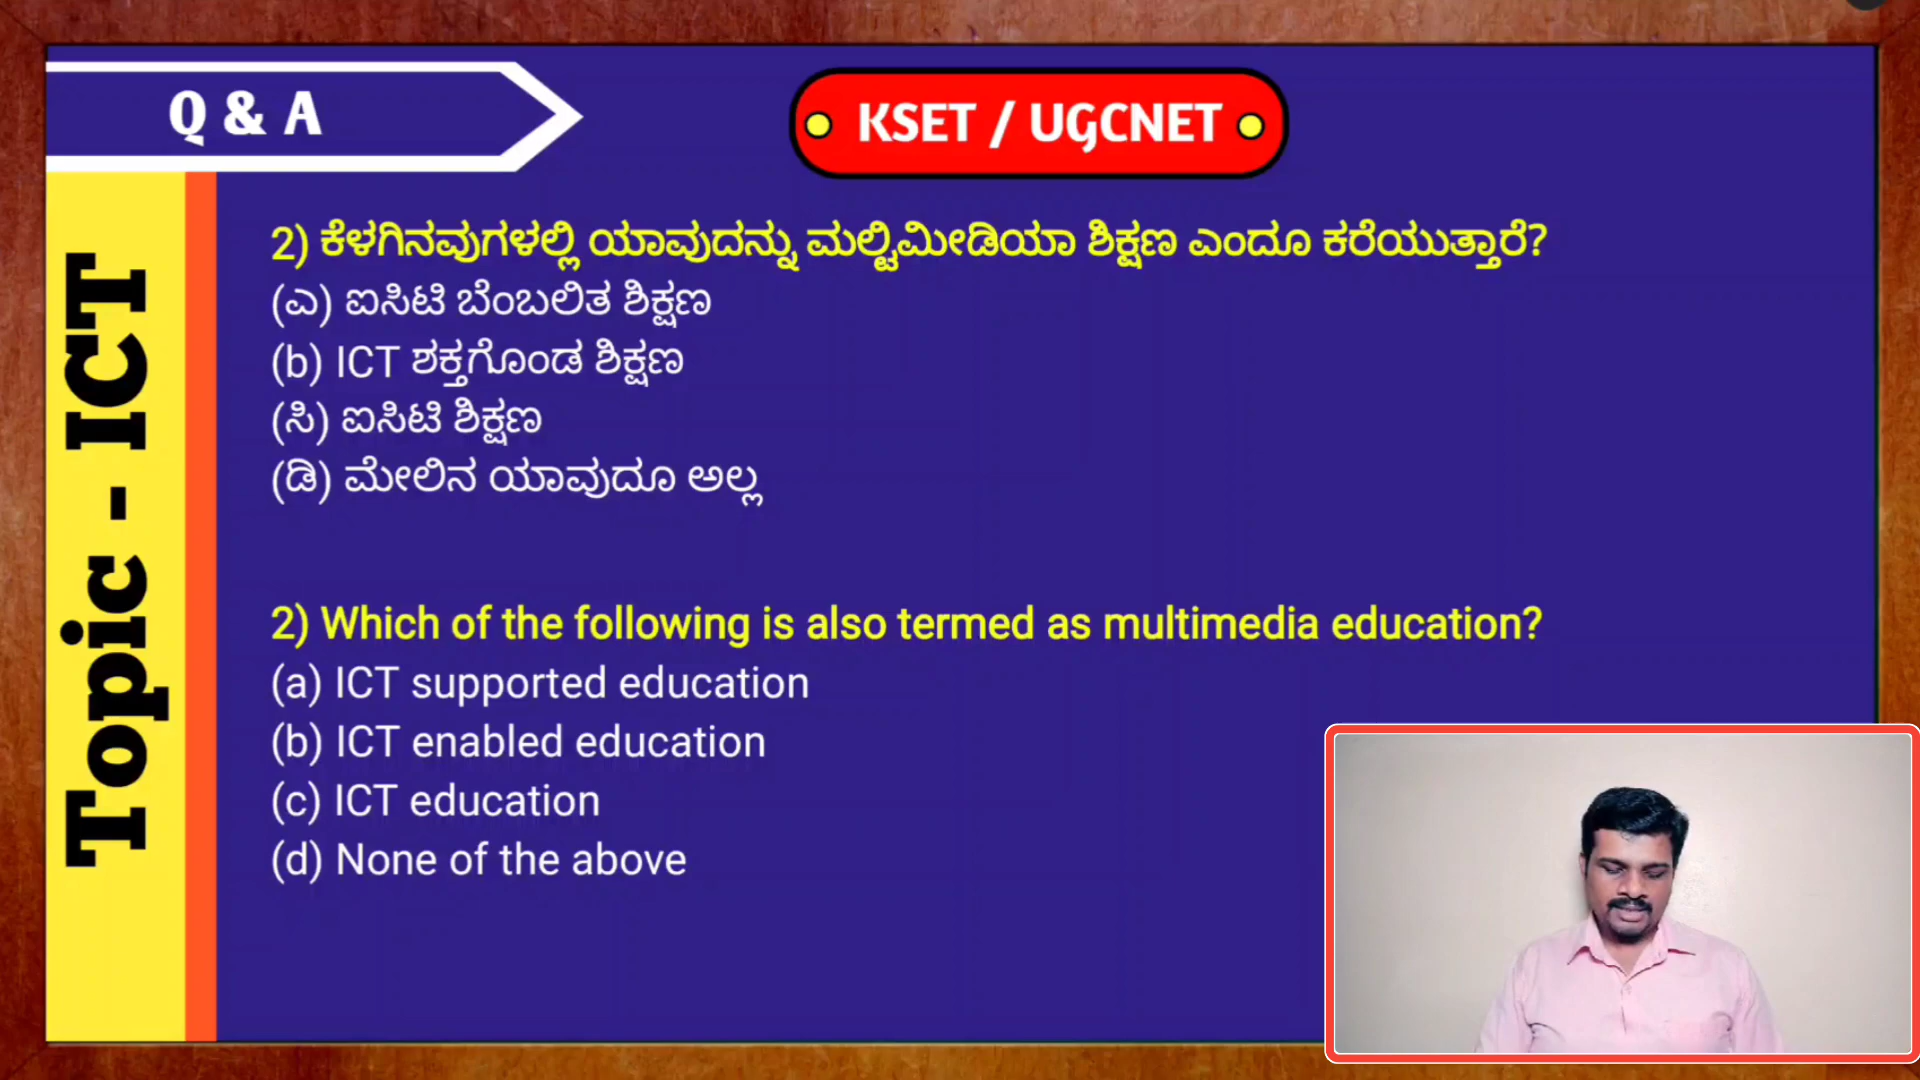 Q & A
KSET / UGCNET
Topic - ICT
2) ಕೆಳಗಿನವುಗಳಲ್ಲಿ ಯಾವುದನ್ನು ಮಲ್ಟಿಮೀಡಿಯಾ ಶಿಕ್ಷಣ ಎಂದೂ ಕರೆಯುತ್ತಾರೆ?
(ಎ) ಐಸಿಟಿ ಬೆಂಬಲಿತ ಶಿಕ್ಷಣ
(b) ICT ಶಕ್ತಗೊಂಡ ಶಿಕ್ಷಣ
(ಸಿ) ಐಸಿಟಿ ಶಿಕ್ಷಣ
(ಡಿ) ಮೇಲಿನ ಯಾವುದೂ ಅಲ್ಲ
2) Which of the following is also termed as multimedia education?
(a) ICT supported education
(b) ICT enabled education
(c) ICT education
(d) None of the above